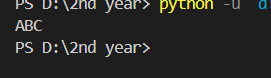 PS D:\2nd year> python -u "d:
ABC
PS D:\2nd year>